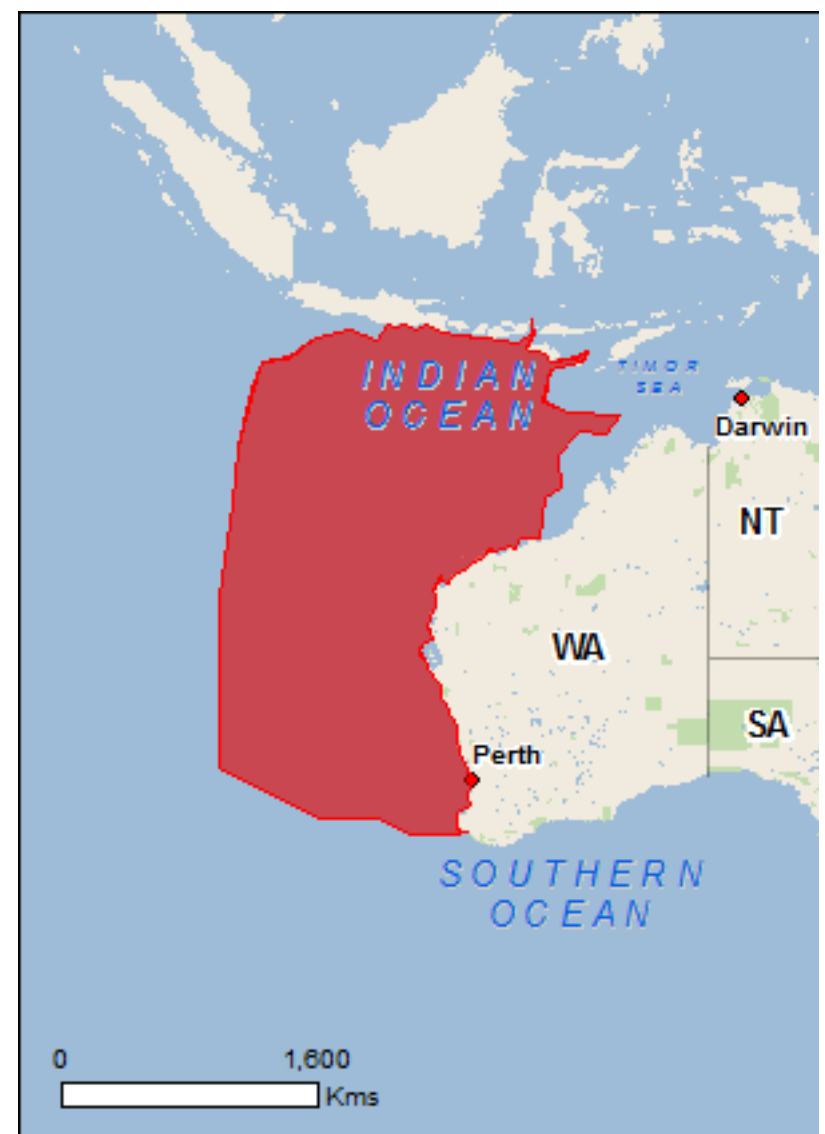 INDIAN
OCEAN
TIMOR
SEA
Darwin
NT
WA
SA
Perth
SOUTHERN
OCEAN
0 1,600
Kms